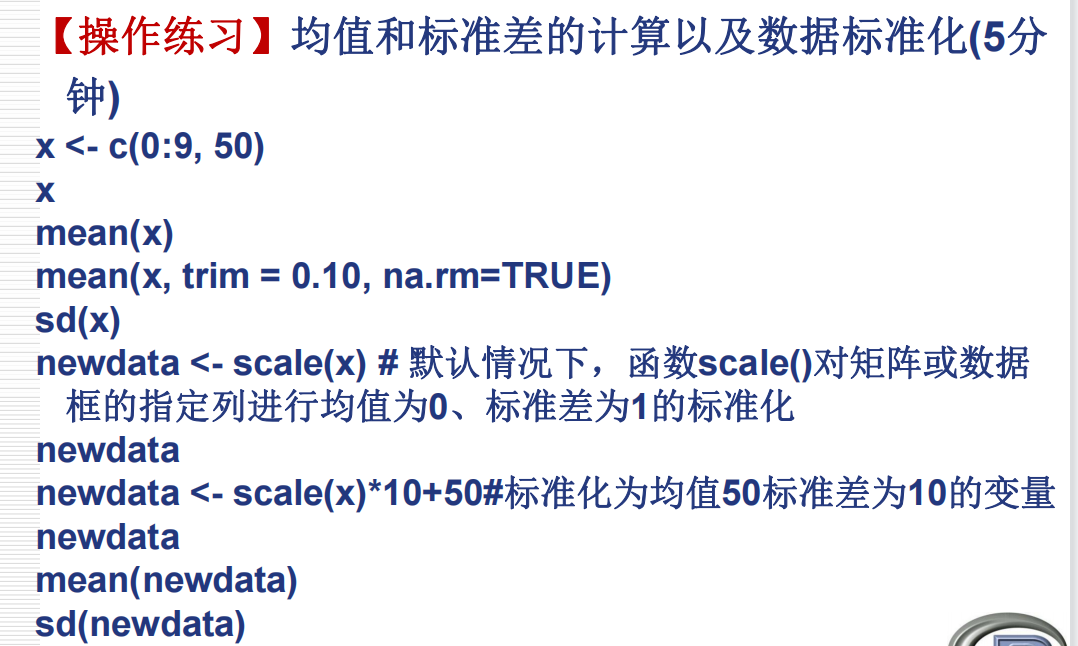 【操作练习】均值和标准差的计算以及数据标准化(5分
钟)
x <- c(0:9, 50)
x
mean(x)
mean(x, trim = 0.10, na.rm=TRUE)
sd(x)
newdata <- scale(x) # 默认情况下，函数scale()对矩阵或数据
框的指定列进行均值为0、标准差为1的标准化
newdata
newdata <- scale(x)*10+50#标准化为均值50标准差为10的变量
newdata
mean(newdata)
sd(newdata)